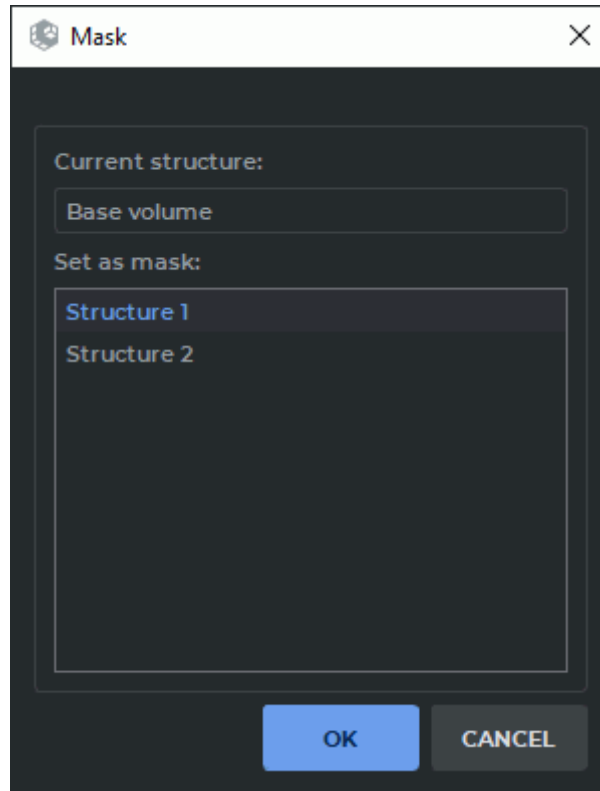 Mask
Current structure:
Base volume
Set as mask:
Structure 1
Structure 2
OK
CANCEL